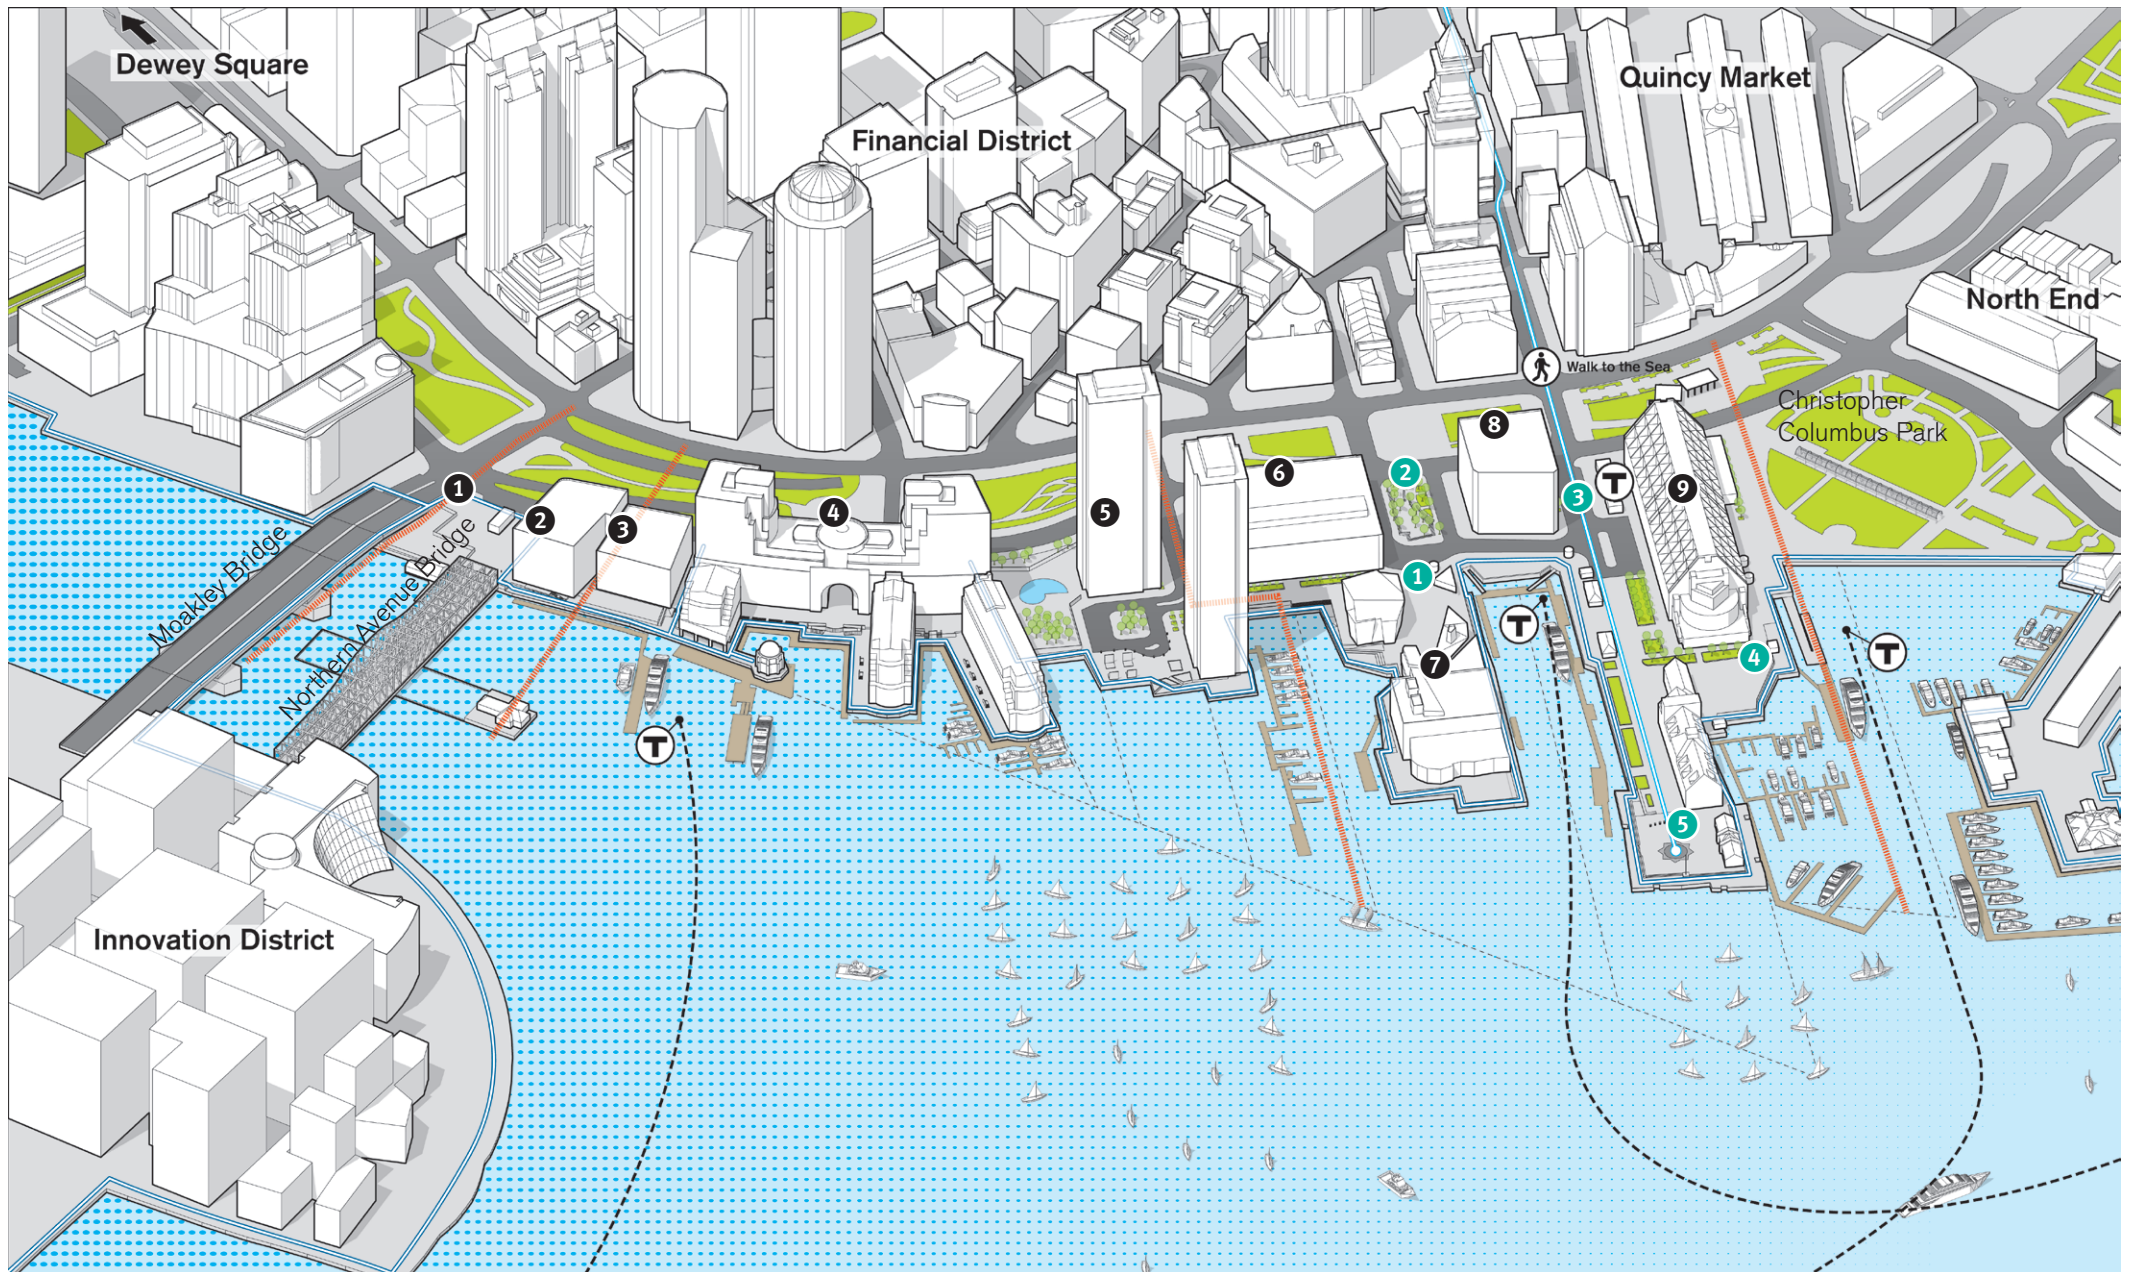 Dewey Square
Quincy Market
Financial District
North End
Walk to the Sea
Christopher
Columbus Park
8
6
2
9
T
3
1
2
3
4
5
1
T
T
7
4
Moakley Bridge
Northern Avenue Bridge
T
5
Innovation District